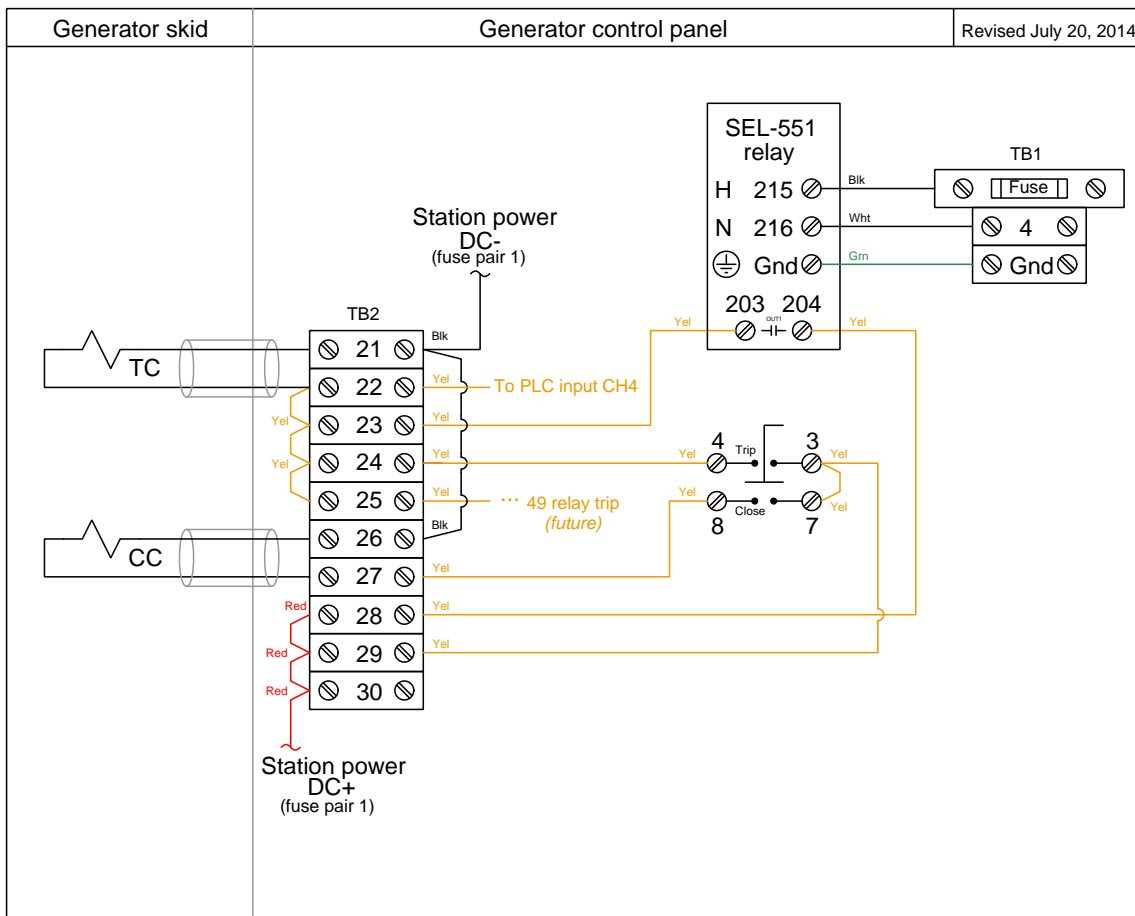 Generator skid
Generator control panel
Revised July 20, 2014
SEL-551
relay
H 215
Blk
N 216
Wht
Gnd
Grn
203 204
OUT1
Yel
Yel
TB1
Fuse
4
Gnd
Station power
DC-
(fuse pair 1)
TB2
TC
21
Blk
22
Yel
To PLC input CH4
Yel
23
Yel
Yel
24
Yel
25
Yel
... 49 relay trip
(future)
CC
26
Blk
27
Yel
Red
28
Yel
Red
29
Yel
Red
30
Yel
4
Trip
3
Yel
Yel
8
Close
7
Yel
Station power
DC+
(fuse pair 1)